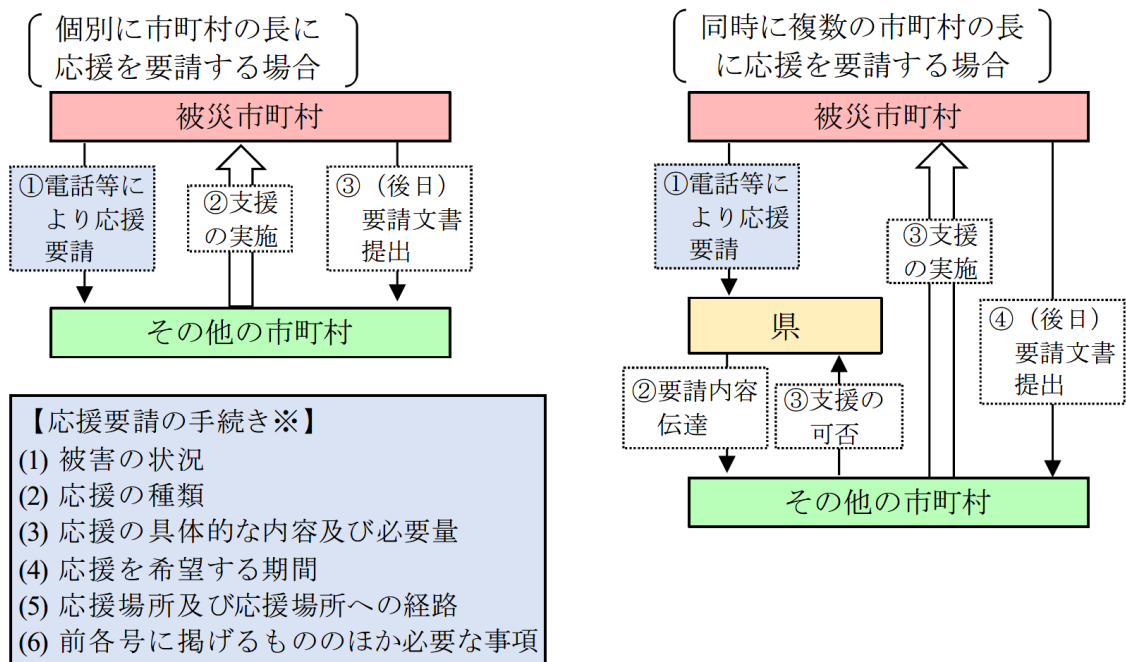 個別に市町村の長に
応援を要請する場合
被災市町村
①電話等に
より応援
要請
②支援
の実施
③（後日）
要請文書
提出
その他の市町村
【応援要請の手続き※】
(1) 被害の状況
(2) 応援の種類
(3) 応援の具体的な内容及び必要量
(4) 応援を希望する期間
(5) 応援場所及び応援場所への経路
(6) 前各号に掲げるもののほか必要な事項
同時に複数の市町村の長
に応援を要請する場合
被災市町村
①電話等に
より応援
要請
県
②要請内容
伝達
③支援の
可否
③支援
の実施
④（後日）
要請文書
提出
その他の市町村